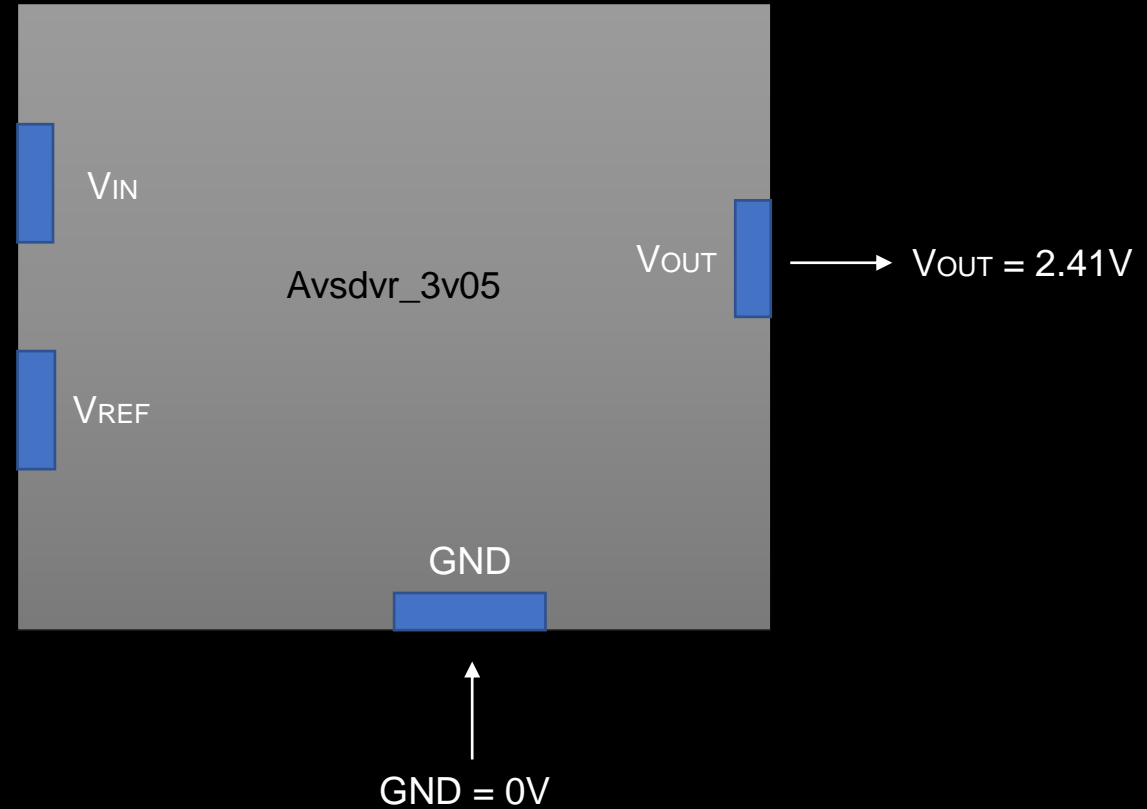 VIN
VOUT
VOUT = 2.41V
Avsdvr_3v05
VREF
GND
GND = 0V